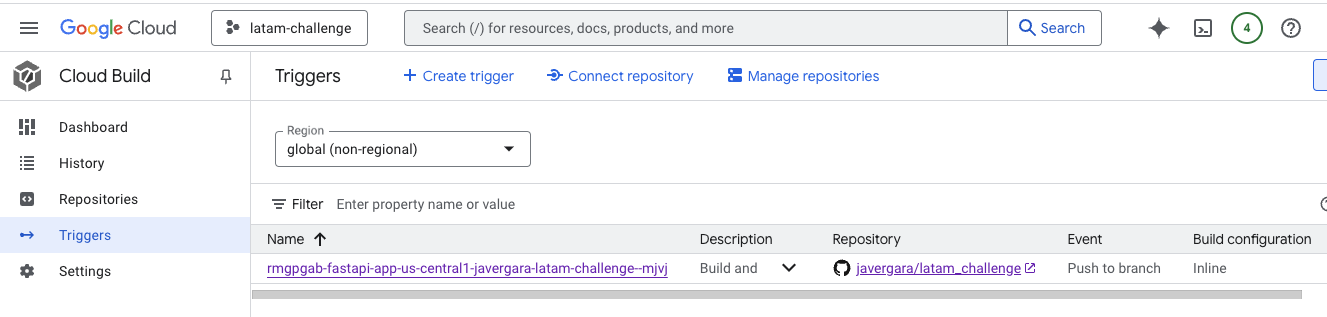 Google Cloud latam-challenge Search (/) for resources, docs, products, and more Search 4
Cloud Build
Triggers Create trigger Connect repository Manage repositories
Dashboard
History
Repositories
Triggers
Settings
Region
global (non-regional)
Filter Enter property name or value
Name Description Repository Event Build configuration
rmgpgab-fastapi-app-us-central1-javergara-latam-challenge--mjvj Build and javergara/latam_challenge Push to branch Inline